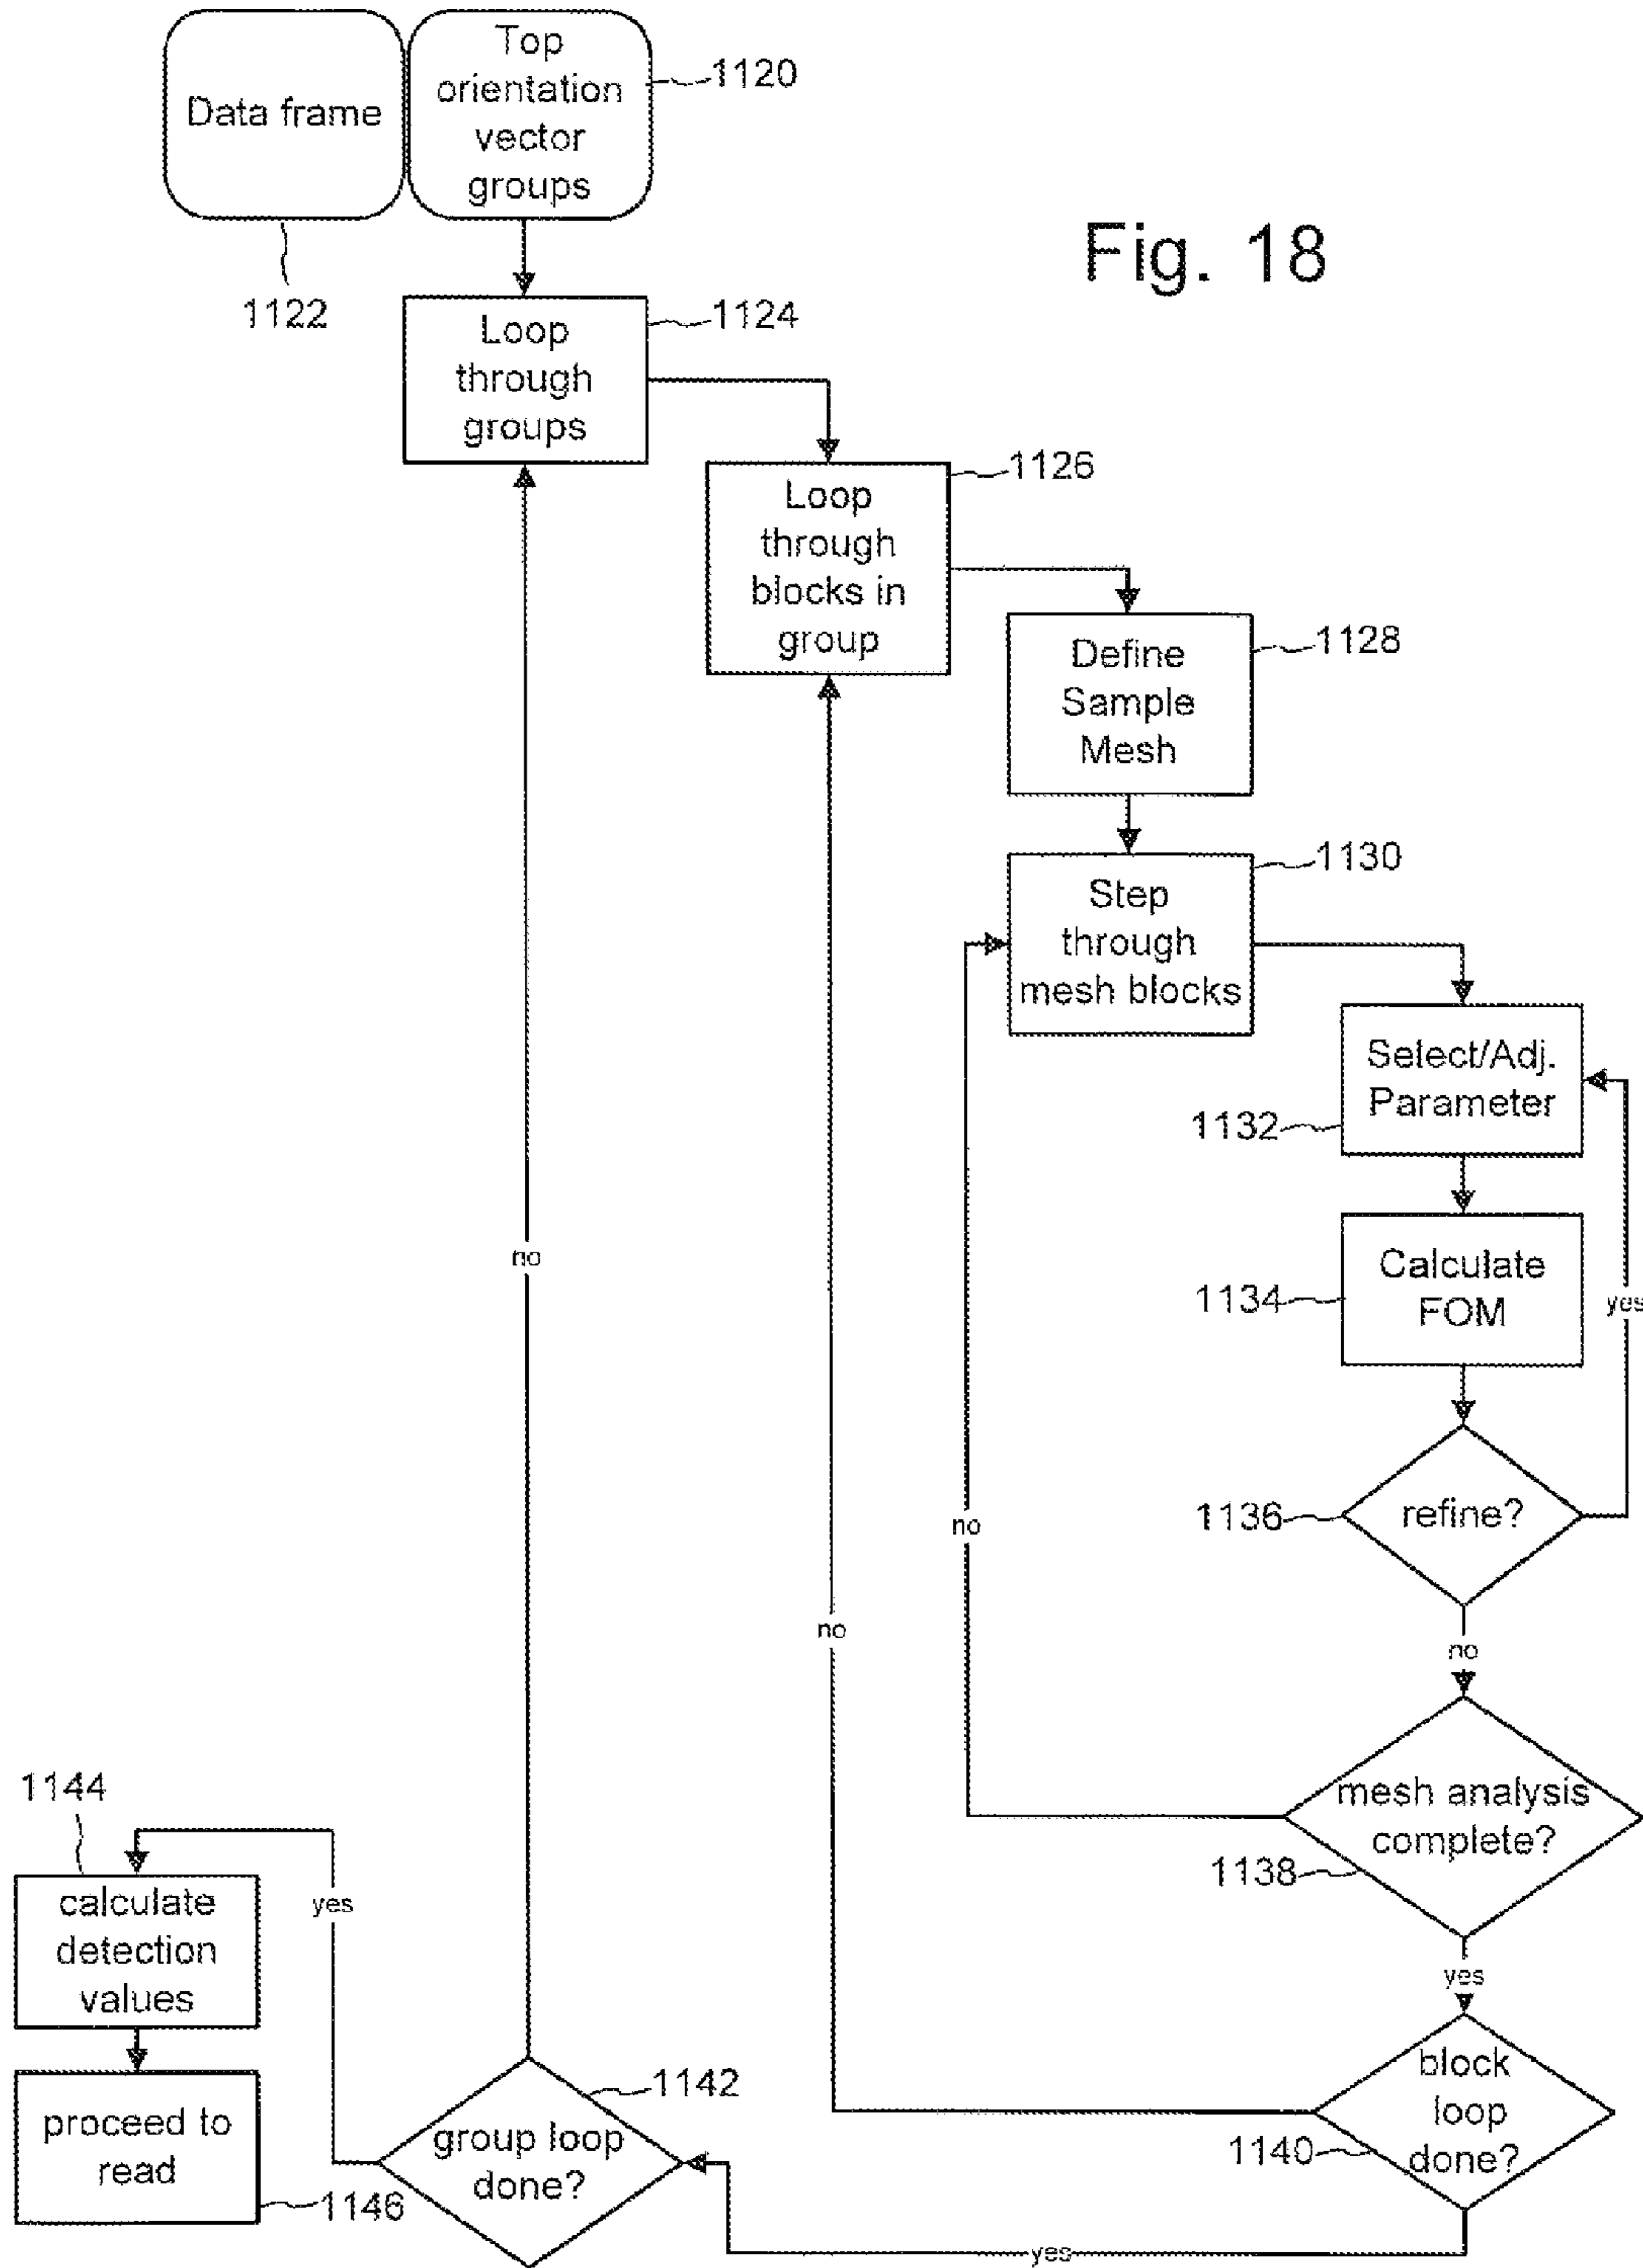 Data frame
Top
orientation
vector
groups
1120
1122
Fig. 18
Loop
through
groups
1124
Loop
through
blocks in
group
1126
Define
Sample
Mesh
1128
Step
through
mesh blocks
1130
Select/Adj.
Parameter
1132
Calculate
FOM
1134
yes
refine?
1136
no
no
no
no
mesh analysis
complete?
1138
yes
block
loop
done?
1140
yes
group loop
done?
1142
yes
1144
calculate
detection
values
proceed to
read
1146